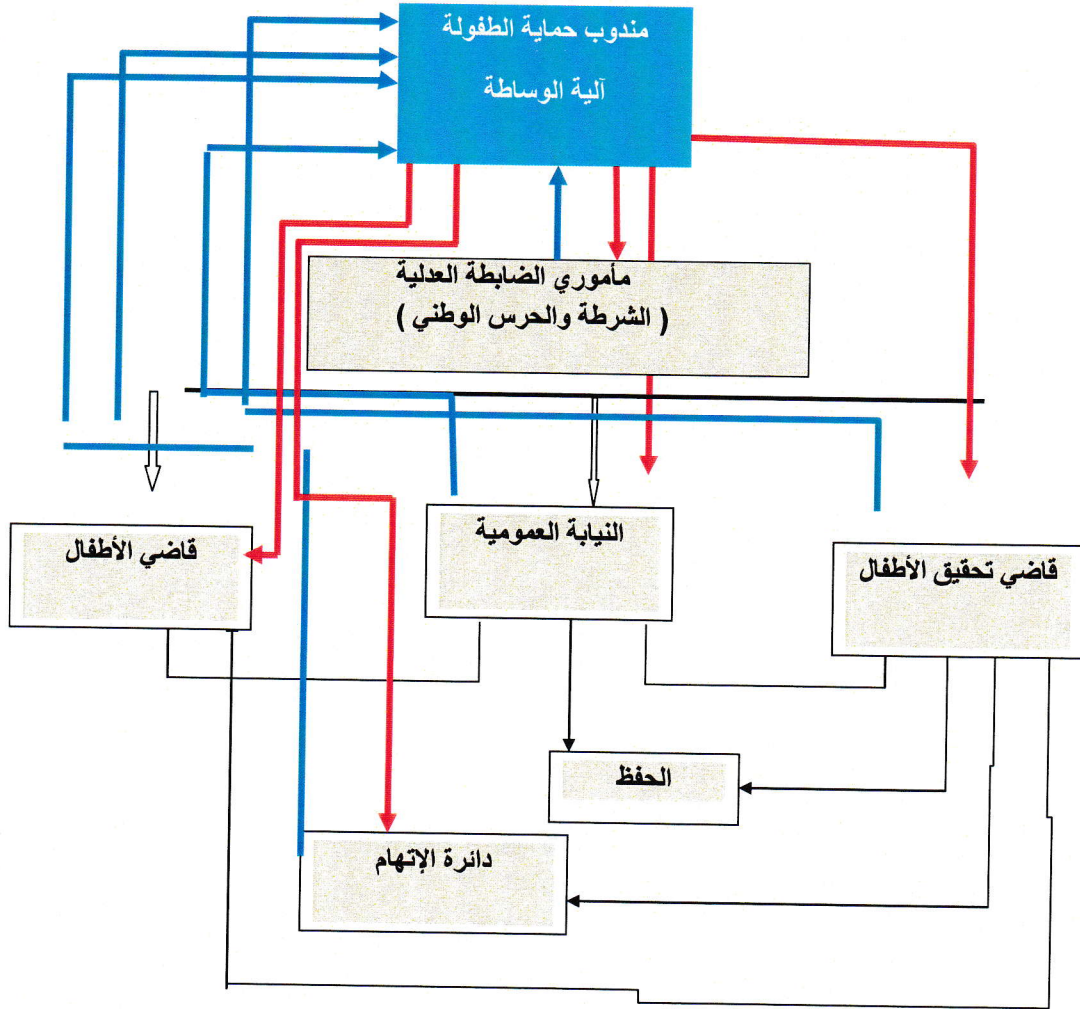 مندوب حماية الطفولة
آلية الوساطة
مأموري الضابطة العدلية
( الشرطة والحرس الوطني )
قاضي الأطفال
النيابة العمومية
قاضي تحقيق الأطفال
الحفظ
دائرة الإتهام